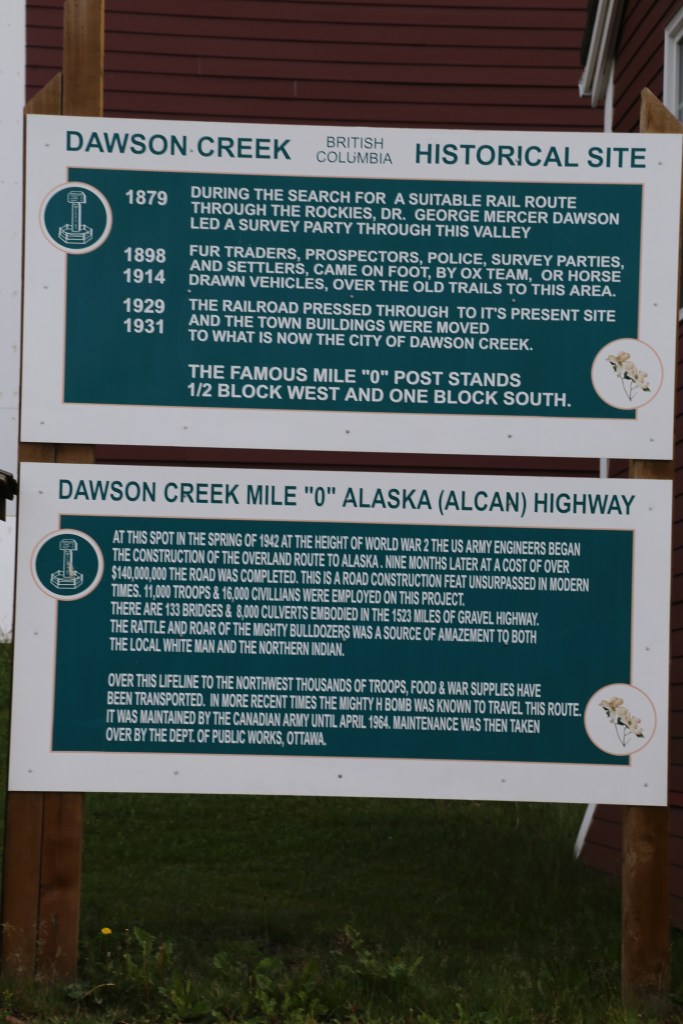 DAWSON CREEK BRITISH COLUMBIA HISTORICAL SITE
1879 DURING THE SEARCH FOR A SUITABLE RAIL ROUTE
THROUGH THE ROCKIES, DR. GEORGE MERCER DAWSON
LED A SURVEY PARTY THROUGH THIS VALLEY
1898 FUR TRADERS, PROSPECTORS, POLICE, SURVEY PARTIES,
1914 AND SETTLERS, CAME ON FOOT, BY OX TEAM, OR HORSE
DRAWN VEHICLES, OVER THE OLD TRAILS TO THIS AREA.
1929 THE RAILROAD PRESSED THROUGH TO IT'S PRESENT SITE
1931 AND THE TOWN BUILDINGS WERE MOVED
TO WHAT IS NOW THE CITY OF DAWSON CREEK.
THE FAMOUS MILE "0" POST STANDS
1/2 BLOCK WEST AND ONE BLOCK SOUTH.
DAWSON CREEK MILE "0" ALASKA (ALCAN) HIGHWAY
AT THIS SPOT IN THE SPRING OF 1942 AT THE HEIGHT OF WORLD WAR 2 THE US ARMY ENGINEERS BEGAN
THE CONSTRUCTION OF THE OVERLAND ROUTE TO ALASKA . NINE MONTHS LATER AT A COST OF OVER
$140,000,000 THE ROAD WAS COMPLETED. THIS IS A ROAD CONSTRUCTION FEAT UNSURPASSED IN MODERN
TIMES. 11,000 TROOPS & 16,000 CIVILLIANS WERE EMPLOYED ON THIS PROJECT.
THERE ARE 133 BRIDGES & 8,000 CULVERTS EMBODIED IN THE 1523 MILES OF GRAVEL HIGHWAY.
THE RATTLE AND ROAR OF THE MIGHTY BULLDOZERS WAS A SOURCE OF AMAZEMENT TO BOTH
THE LOCAL WHITE MAN AND THE NORTHERN INDIAN.
OVER THIS LIFELINE TO THE NORTHWEST THOUSANDS OF TROOPS, FOOD & WAR SUPPLIES HAVE
BEEN TRANSPORTED. IN MORE RECENT TIMES THE MIGHTY H BOMB WAS KNOWN TO TRAVEL THIS ROUTE.
IT WAS MAINTAINED BY THE CANADIAN ARMY UNTIL APRIL 1964. MAINTENANCE WAS THEN TAKEN
OVER BY THE DEPT. OF PUBLIC WORKS, OTTAWA.